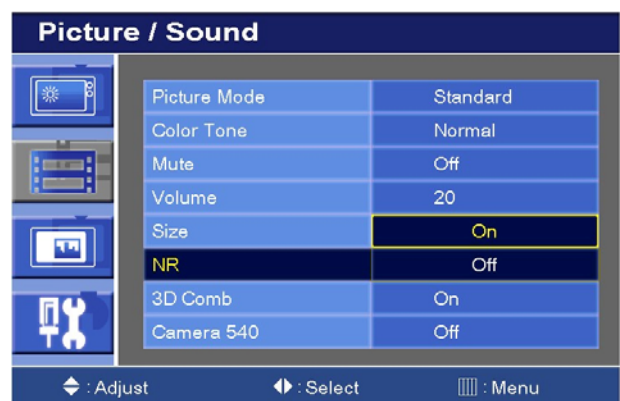 Picture / Sound
Picture Mode Standard
Color Tone Normal
Mute Off
Volume 20
Size On
NR Off
3D Comb On
Camera 540 Off
: Adjust : Select : Menu